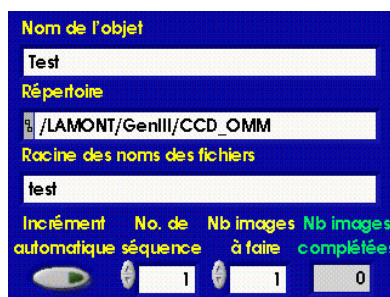 Nom de l'objet
Test
Répertoire
% /LAMONT/GenIII/CCD_OMM
Racine des noms des fichiers
test
Incrément No. de Nb images Nb images
automatique séquence à faire complétée
1 1 0